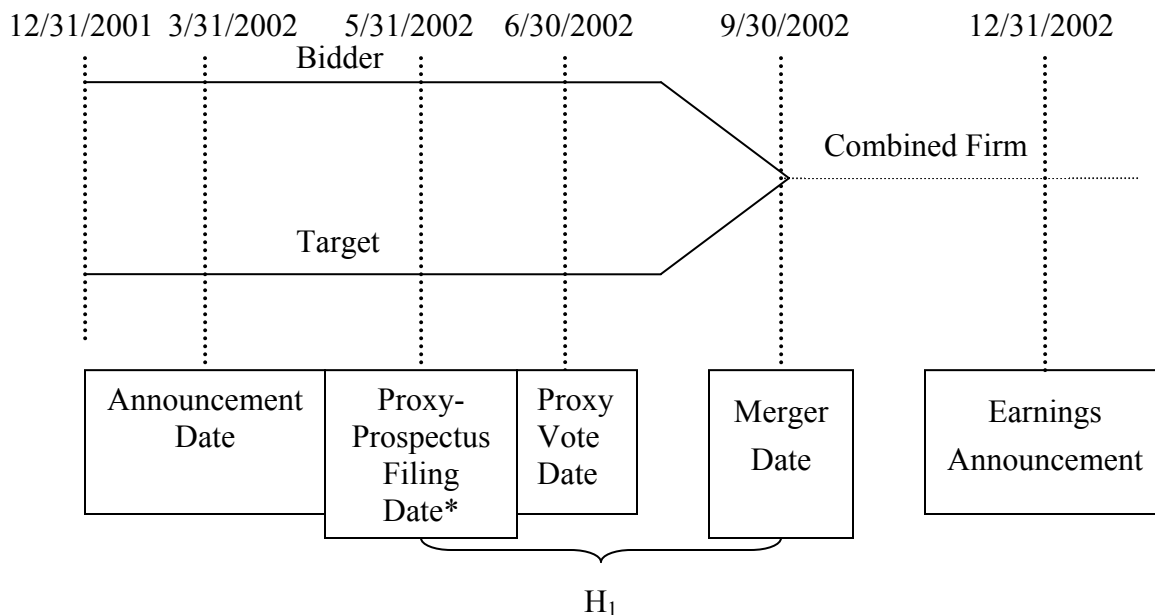 12/31/2001 3/31/2002 5/31/2002 6/30/2002 9/30/2002 12/31/2002
Bidder
Combined Firm
Target
Announcement
Date
Proxy-
Prospectus
Filing
Date*
Proxy
Vote
Date
Merger
Date
Earnings
Announcement
H₁